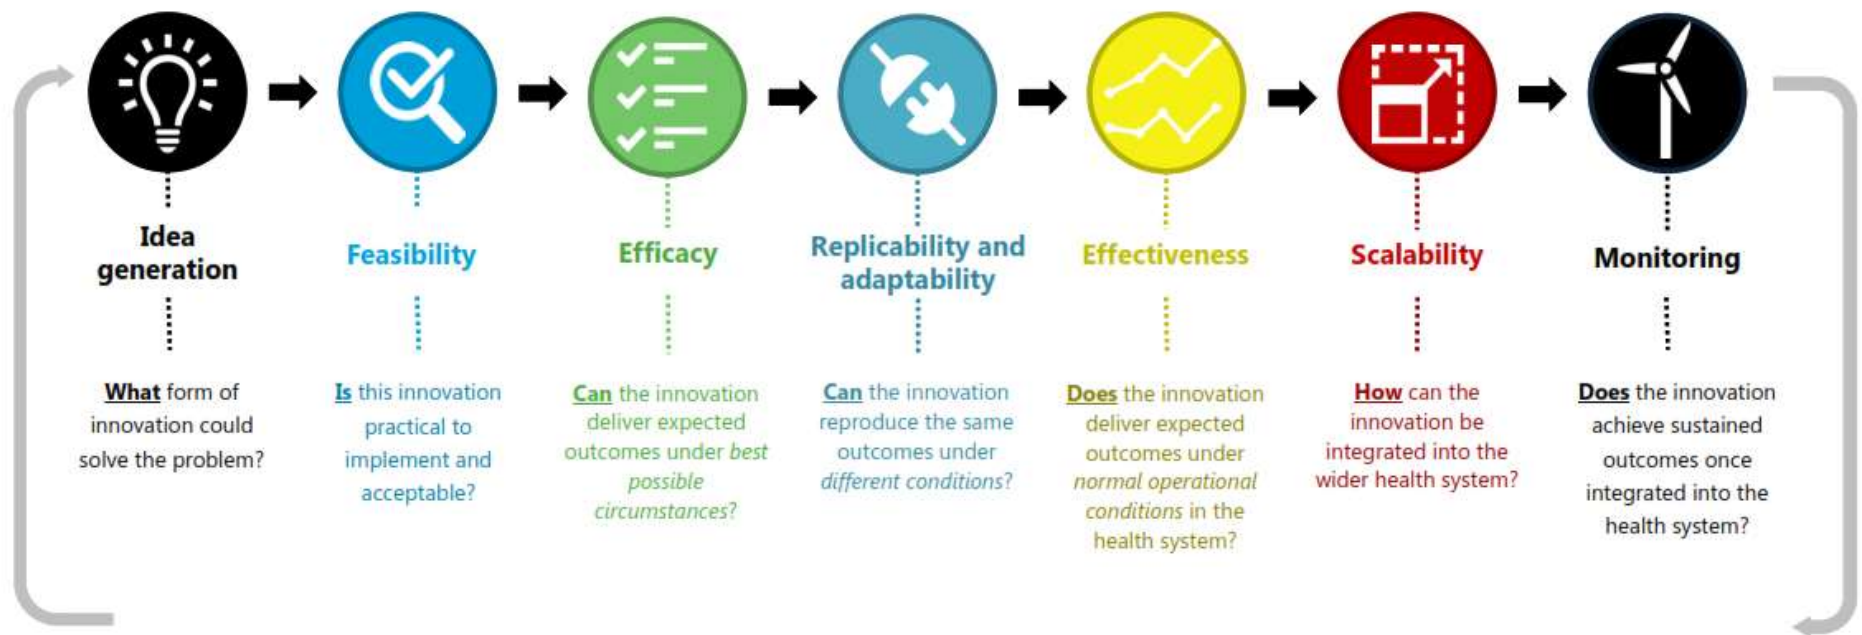 Idea
generation
What form of
innovation could
solve the problem?
Feasibility
Is this innovation
practical to
implement and
acceptable?
Efficacy
Can the innovation
deliver expected
outcomes under best
possible
circumstances?
Replicability and
adaptability
Can the innovation
reproduce the same
outcomes under
different conditions?
Effectiveness
Does the innovation
deliver expected
outcomes under
normal operational
conditions in the
health system?
Scalability
How can the
innovation be
integrated into the
wider health system?
Monitoring
Does the innovation
achieve sustained
outcomes once
integrated into the
health system?